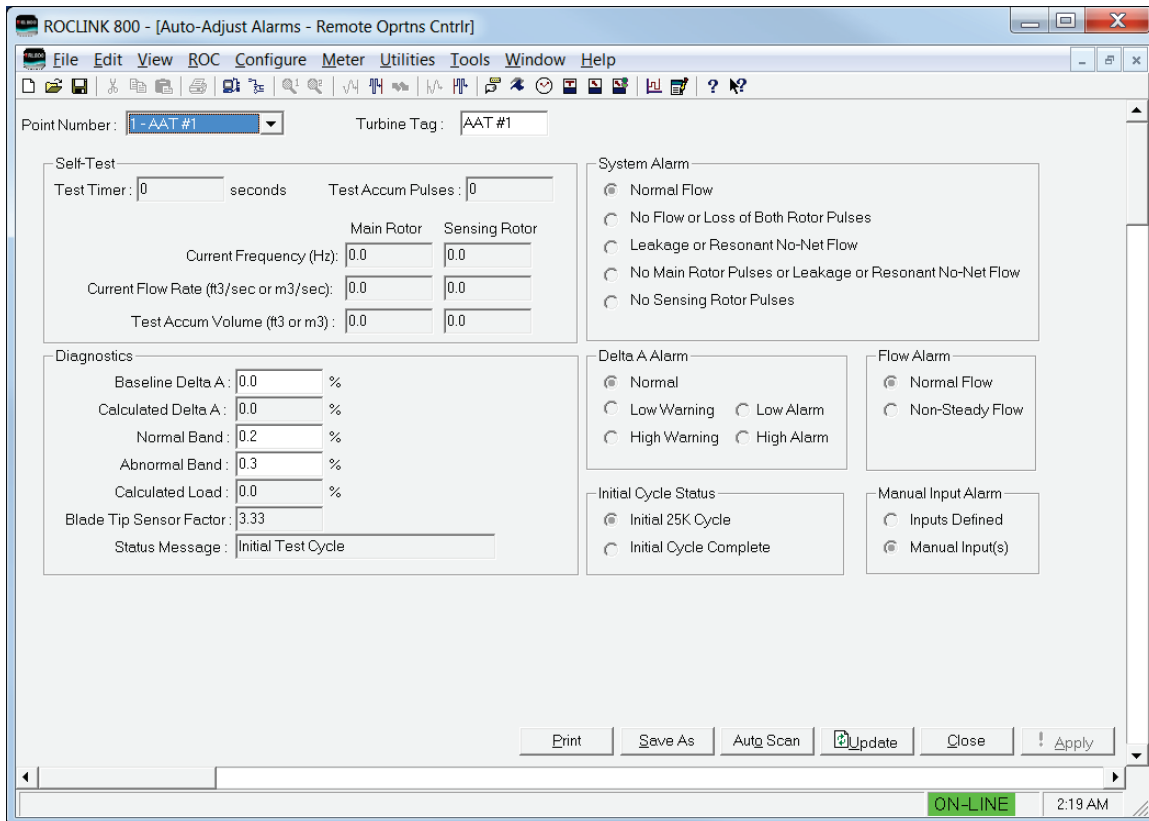 ROCLINK 800 - [Auto-Adjust Alarms - Remote Oprtns Cntrlr]
File Edit View ROC Configure Meter Utilities Tools Window Help
Point Number : 1 - AAT #1 Turbine Tag : AAT #1
Self-Test
Test Timer : 0 seconds Test Accum Pulses : 0
Main Rotor Sensing Rotor
Current Frequency (Hz): 0.0 0.0
Current Flow Rate (ft3/sec or m3/sec): 0.0 0.0
Test Accum Volume (ft3 or m3) : 0.0 0.0
System Alarm
Normal Flow
No Flow or Loss of Both Rotor Pulses
Leakage or Resonant No-Net Flow
No Main Rotor Pulses or Leakage or Resonant No-Net Flow
No Sensing Rotor Pulses
Diagnostics
Baseline Delta A : 0.0 %
Calculated Delta A : 0.0 %
Normal Band : 0.2 %
Abnormal Band : 0.3 %
Calculated Load : 0.0 %
Blade Tip Sensor Factor : 3.33
Status Message : Initial Test Cycle
Delta A Alarm
Normal
Low Warning Low Alarm
High Warning High Alarm
Flow Alarm
Normal Flow
Non-Steady Flow
Initial Cycle Status
Initial 25K Cycle
Initial Cycle Complete
Manual Input Alarm
Inputs Defined
Manual Input(s)
Print Save As Auto Scan Update Close ! Apply
ON-LINE 2:19 AM